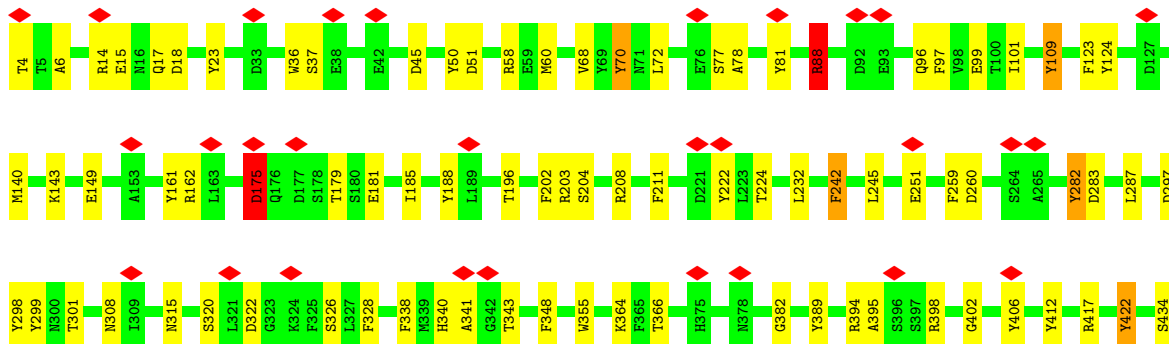 T4 T5 A6 R14 E15 N16 Q17 D18 Y23 D33 W36 S37 E38 E42 D45 Y50 D51 R58 E59 M60 V68 Y69 Y70 N71 L72 E76 S77 A78 Y81 R88 D92 E93 Q96 F97 V98 E99 T100 I101 Y109 F123 Y124 D127
M140 K143 E149 A153 Y161 R162 L163 D175 Q176 D177 S178 T179 S180 E181 I185 Y188 L189 T196 F202 R203 S204 R208 F211 D221 Y222 L223 T224 L232 F242 L245 E251 F259 D260 S264 A265 Y282 D283 L287
Y298 Y299 N300 T301 N308 I309 N315 S320 L321 D322 G323 K324 F325 S326 L327 F328 F338 M339 H340 A341 G342 T343 F348 W355 K364 F365 T366 H375 N378 G382 Y389 R394 A395 S396 S397 R398 G402 Y406 Y412 R417 Y422 S434